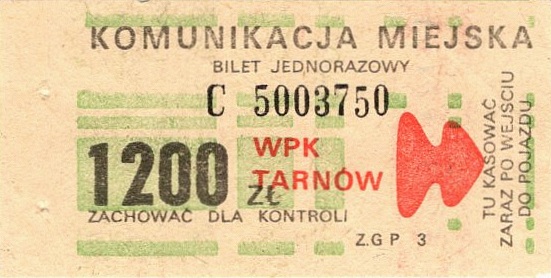 KOMUNIKACJA MIEJSKA
BILET JEDNORAZOWY
C 5003750
1200 ZŁ
WPK
TARNÓW
ZACHOWAĆ DLA KONTROLI
Z.G P 3
TU KASOWAĆ
ZARAZ PO WEJSCIU
DO POJAZDU